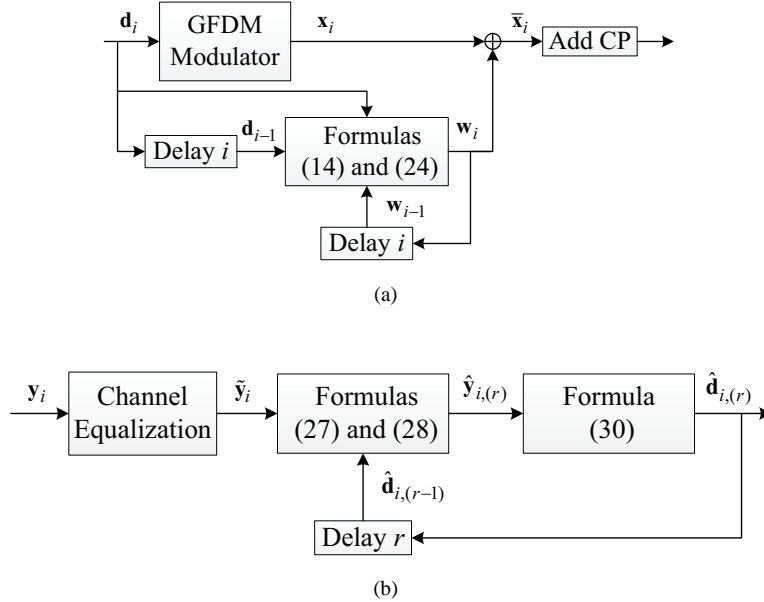 d_i
GFDM
Modulator
x_i
x̄_i
Add CP
Delay i
d_{i−1}
Formulas
(14) and (24)
w_i
w_{i−1}
Delay i
(a)
y_i
Channel
Equalization
ỹ_i
Formulas
(27) and (28)
ŷ_{i,(r)}
Formula
(30)
d̂_{i,(r)}
d̂_{i,(r−1)}
Delay r
(b)